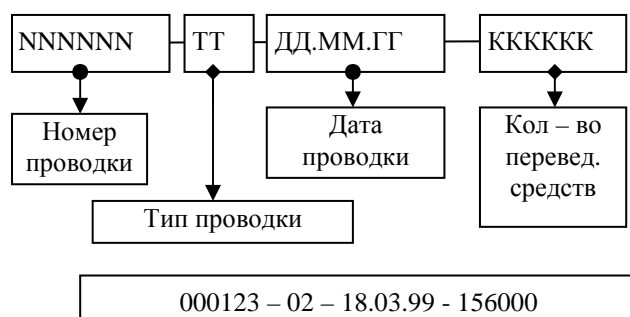 NNNNNN ТТ ДД.ММ.ГГ КККККК
Номер проводки
Дата проводки
Кол – во перевед. средств
Тип проводки
000123 – 02 – 18.03.99 - 156000